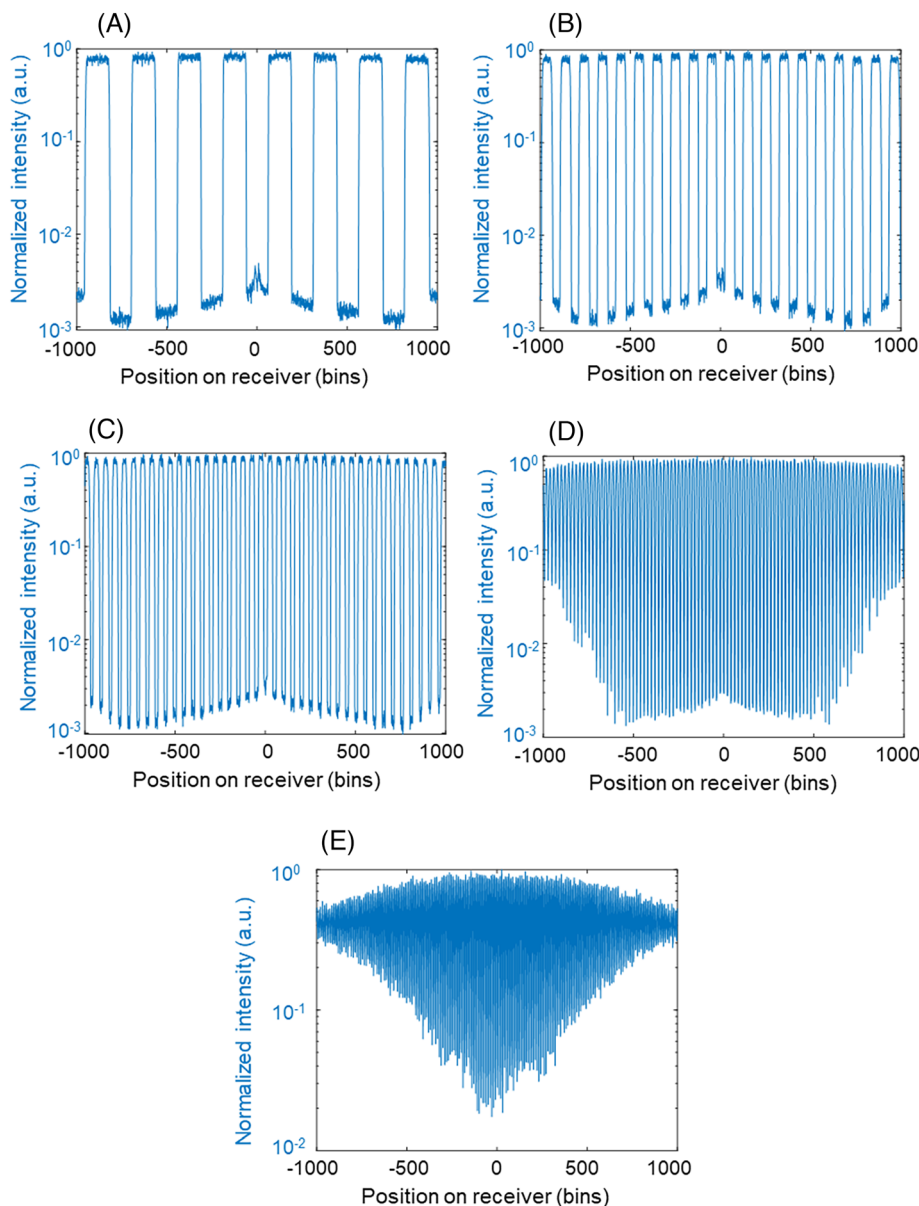 (A)
Normalized intensity (a.u.)
10^0
10^-1
10^-2
10^-3
-1000 -500 0 500 1000
Position on receiver (bins)
(B)
Normalized intensity (a.u.)
10^0
10^-1
10^-2
10^-3
-1000 -500 0 500 1000
Position on receiver (bins)
(C)
Normalized intensity (a.u.)
10^0
10^-1
10^-2
10^-3
-1000 -500 0 500 1000
Position on receiver (bins)
(D)
Normalized intensity (a.u.)
10^0
10^-1
10^-2
10^-3
-1000 -500 0 500 1000
Position on receiver (bins)
(E)
Normalized intensity (a.u.)
10^0
10^-1
10^-2
-1000 -500 0 500 1000
Position on receiver (bins)